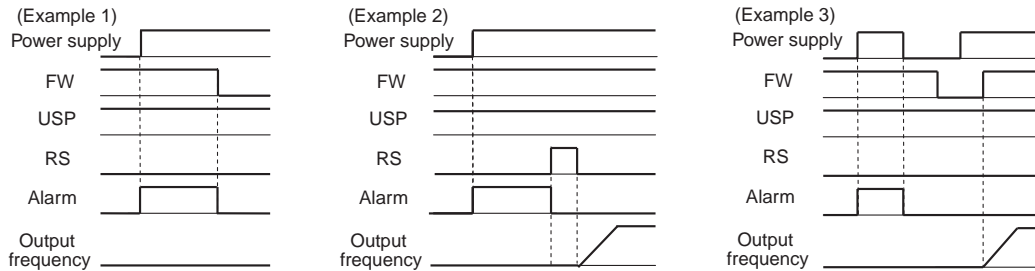 (Example 1)
Power supply
FW
USP
RS
Alarm
Output
frequency
(Example 2)
Power supply
FW
USP
RS
Alarm
Output
frequency
(Example 3)
Power supply
FW
USP
RS
Alarm
Output
frequency